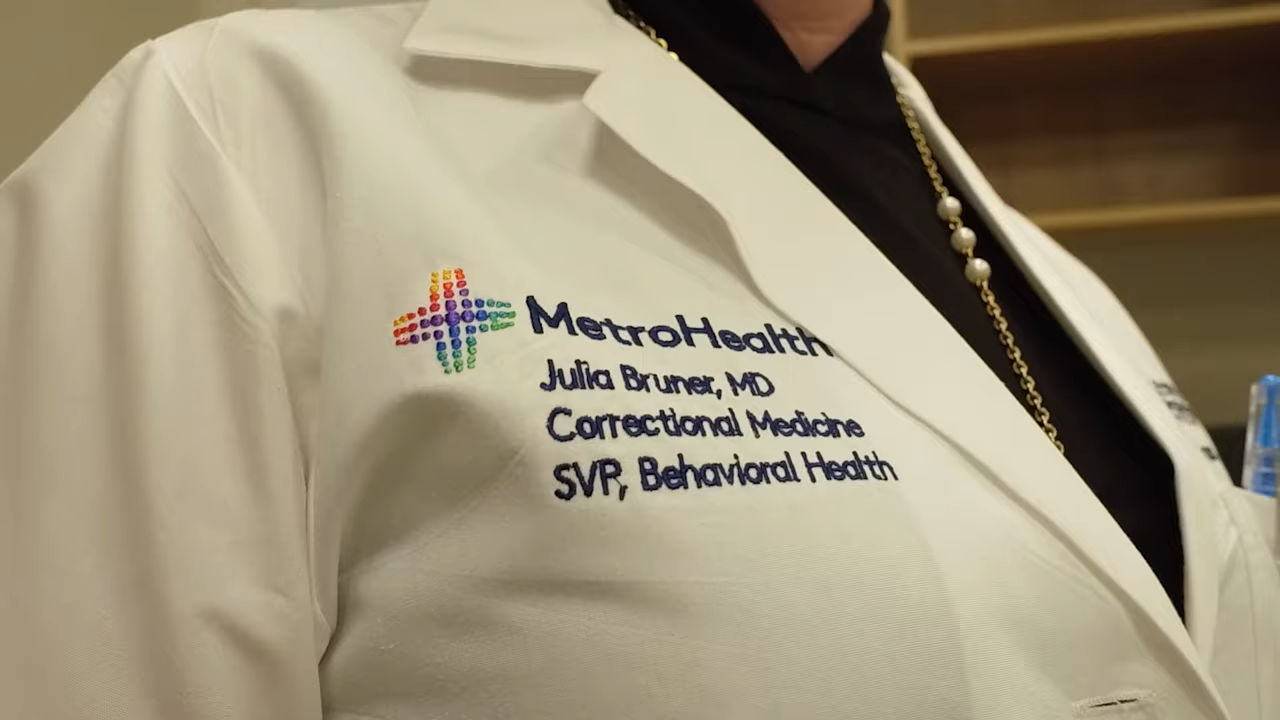 MetroHealth
Julia Bruner, MD
Correctional Medicine
SVP, Behavioral Health